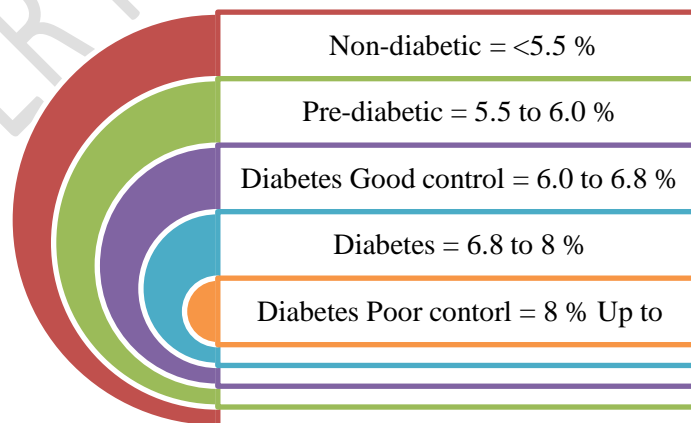 Non-diabetic = <5.5 %
Pre-diabetic = 5.5 to 6.0 %
Diabetes Good control = 6.0 to 6.8 %
Diabetes = 6.8 to 8 %
Diabetes Poor contorl = 8 % Up to